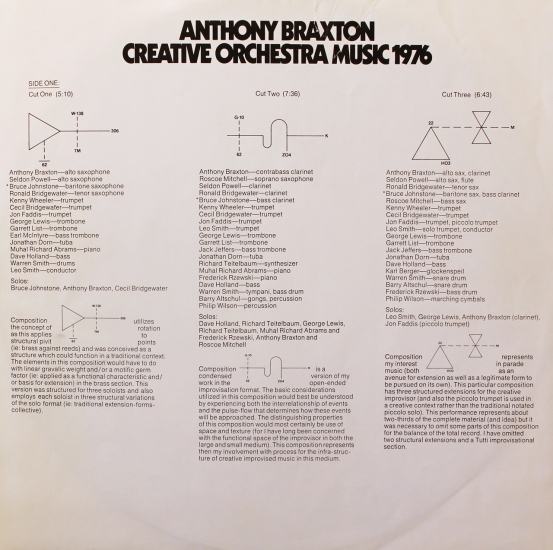 ANTHONY BRAXTON
CREATIVE ORCHESTRA MUSIC 1976
SIDE ONE:
Cut One (5:10)
W-138
306
TM
62
Anthony Braxton—alto saxophone
Seldon Powell—alto saxophone
*Bruce Johnstone—baritone saxophone
Ronald Bridgewater—tenor saxophone
Kenny Wheeler—trumpet
Cecil Bridgewater—trumpet
Jon Faddis—trumpet
George Lewis—trombone
Garrett List—trombone
Earl McIntyre—bass trombone
Jonathan Dorn—tuba
Muhal Richard Abrams—piano
Dave Holland—bass
Warren Smith—drums
Leo Smith—conductor
Solos:
Bruce Johnstone, Anthony Braxton, Cecil Bridgewater
Composition utilizes
the concept of rotation
as this applies to
structural pivit points
(ie: brass against reeds) and was conceived as a
structure which could function in a traditional context.
The elements in this composition would have to do
with linear gravilic weight and/or a motific germ
factor (ie: applied as a functional characteristic and/
or basis for extension) in the brass section. This
version was structured for three soloists and also
employs each soloist in three structural variations
of the solo format (ie: traditional extension-forms-
collective).
Cut Two (7:36)
G-10
K
62
ZO4
Anthony Braxton—contrabass clarinet
Roscoe Mitchell—soprano saxophone
Seldon Powell—clarinet
Ronald Bridgewater—clarinet
*Bruce Johnstone—bass clarinet
Kenny Wheeler—trumpet
Cecil Bridgewater—trumpet
Jon Faddis—trumpet
Leo Smith—trumpet
George Lewis—trombone
Garrett List—trombone
Jack Jeffers—bass trombone
Jonathan Dorn—tuba
Richard Teitelbaum—synthesizer
Muhal Richard Abrams—piano
Frederick Rzewski—piano
Dave Holland—bass
Warren Smith—tympani, bass drum
Barry Altschul—gongs, percussion
Philip Wilson—percussion
Solos:
Dave Holland, Richard Teitelbaum, George Lewis,
Richard Teitelbaum, Muhal Richard Abrams and
Frederick Rzewski, Anthony Braxton and
Roscoe Mitchell
Composition is a
condensed version of my
work in the open-ended
improvisation format. The basic considerations
utilized in this composition would best be understood
by experiencing both the interrelationship of events
and the pulse-flow that determines how these events
will be approached. The distinguishing properties
of this composition would most certainly be use of
space and texture (for I have long been concerned
with the functional space of the improvisor in both the
large and small medium). This composition represents
then my involvement with process for the infra-struc-
ture of creative improvised music in this medium.
Cut Three (6:43)
22
M
HO3
Anthony Braxton—alto sax, clarinet
Seldon Powell—alto sax, flute
Ronald Bridgewater—tenor sax
*Bruce Johnstone—baritone sax, bass clarinet
Roscoe Mitchell—bass sax
Kenny Wheeler—trumpet
Cecil Bridgewater—trumpet
Jon Faddis—trumpet, piccolo trumpet
Leo Smith—solo trumpet, conductor
George Lewis—trombone
Garrett List—trombone
Jack Jeffers—bass trombone
Jonathan Dorn—tuba
Dave Holland—bass
Karl Berger—glockenspeil
Warren Smith—snare drum
Barry Altschul—snare drum
Frederick Rzewski—bass drum
Philip Wilson—marching cymbals
Solos:
Leo Smith, George Lewis, Anthony Braxton (clarinet),
Jon Faddis (piccolo trumpet)
Composition represents
my interest in parade
music (both as an
avenue for extension as well as a legitimate form to
be pursued on its own). This particular composition
has three structured extensions for the creative
improvisor (and also the piccolo trumpet is used in
a creative context rather than the traditional notated
piccolo solo). This performance represents about
two-thirds of the complete material (and idea) but it
was necessary to omit some parts of this composition
for the balance of the total record. I have omitted
two structural extensions and a Tutti improvisational
section.